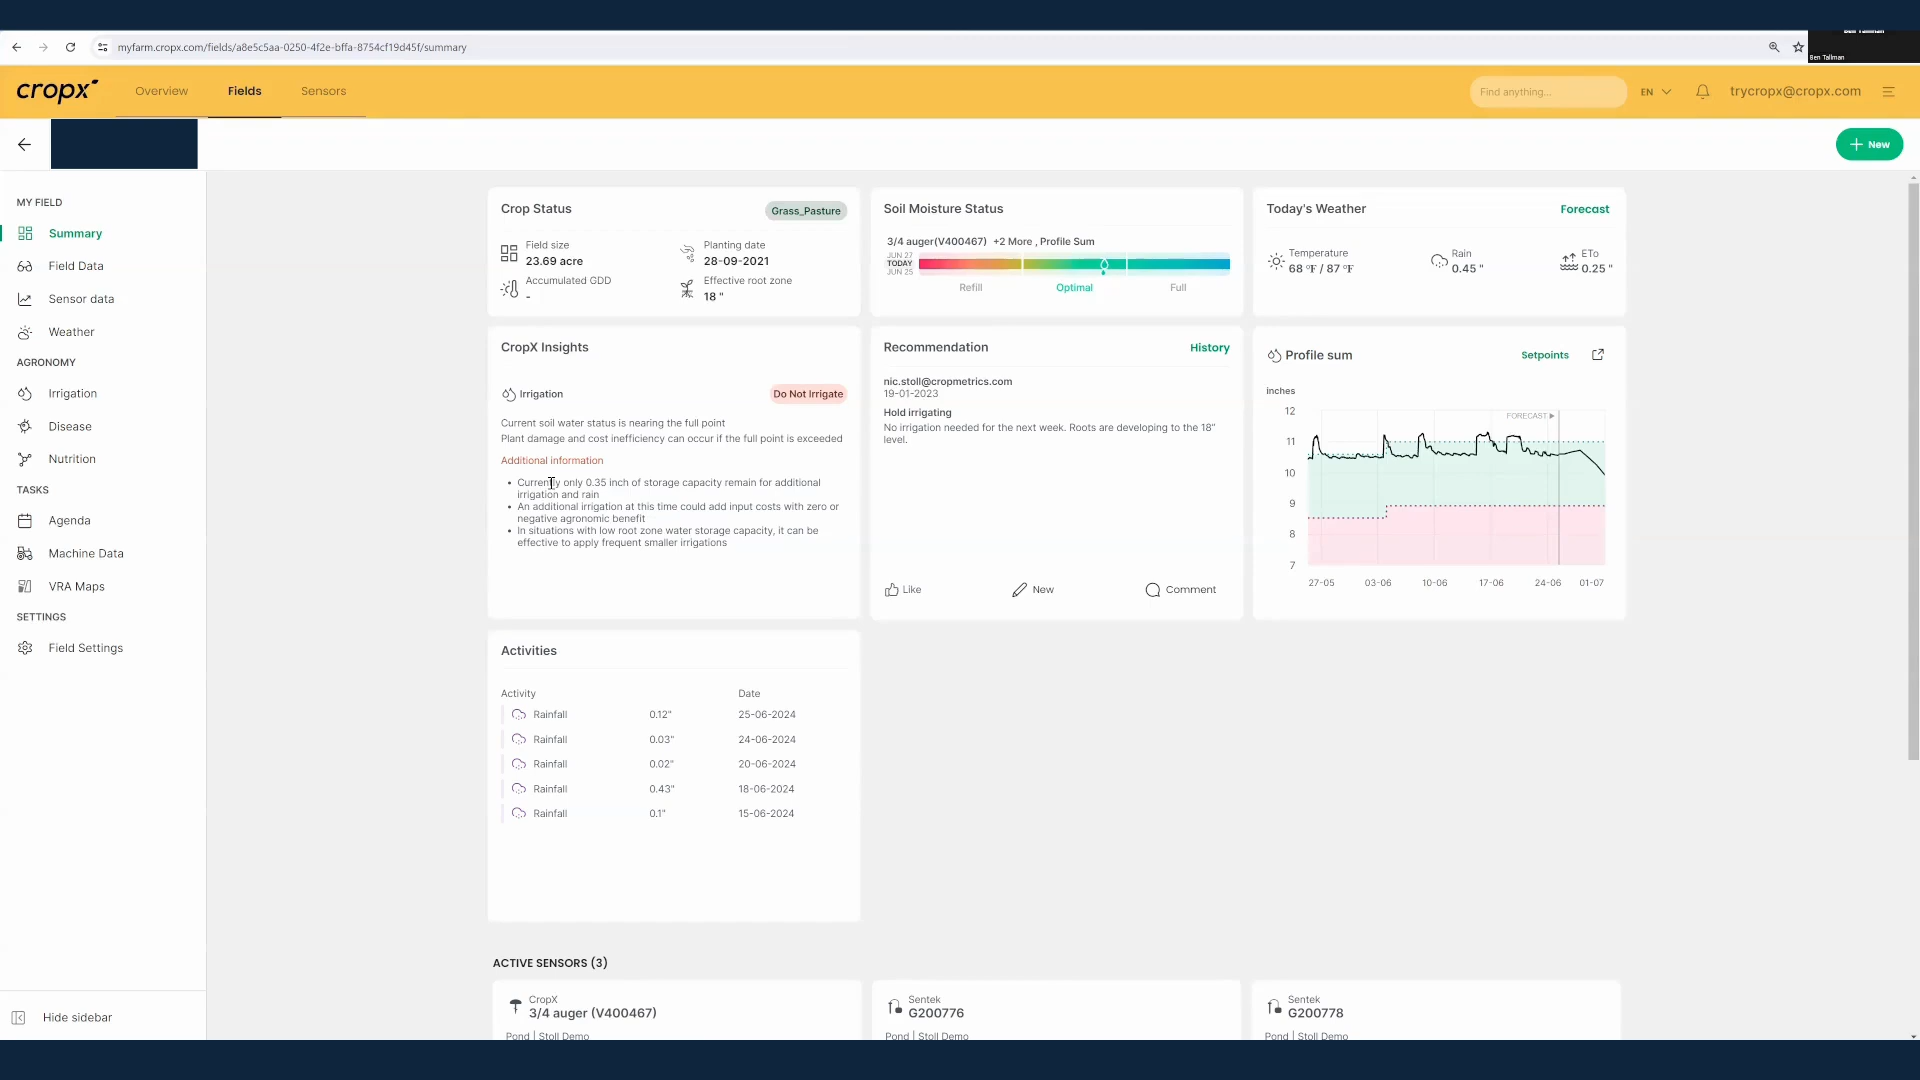 myfarm.cropx.com/fields/a8e5c5aa-0250-4f2e-bffa-8754cf19d45f/summary
Ben Tallman
cropx
Overview
Fields
Sensors
Find anything...
EN
trycropx@cropx.com
New
MY FIELD
Summary
Field Data
Sensor data
Weather
AGRONOMY
Irrigation
Disease
Nutrition
TASKS
Agenda
Machine Data
VRA Maps
SETTINGS
Field Settings
Hide sidebar
Crop Status
Grass_Pasture
Field size
23.69 acre
Planting date
28-09-2021
Accumulated GDD
-
Effective root zone
18 "
Soil Moisture Status
3/4 auger(V400467) +2 More , Profile Sum
JUN 27
TODAY
JUN 25
Refill
Optimal
Full
Today's Weather
Forecast
Temperature
68 °F / 87 °F
Rain
0.45 "
ETo
0.25 "
CropX Insights
Irrigation
Do Not Irrigate
Current soil water status is nearing the full point
Plant damage and cost inefficiency can occur if the full point is exceeded
Additional information
• Currently only 0.35 inch of storage capacity remain for additional
irrigation and rain
• An additional irrigation at this time could add input costs with zero or
negative agronomic benefit
• In situations with low root zone water storage capacity, it can be
effective to apply frequent smaller irrigations
Recommendation
History
nic.stoll@cropmetrics.com
19-01-2023
Hold irrigating
No irrigation needed for the next week. Roots are developing to the 18"
level.
Like
New
Comment
Profile sum
Setpoints
inches
FORECAST
12
11
10
9
8
7
27-05
03-06
10-06
17-06
24-06
01-07
Activities
Activity
Date
Rainfall 0.12" 25-06-2024
Rainfall 0.03" 24-06-2024
Rainfall 0.02" 20-06-2024
Rainfall 0.43" 18-06-2024
Rainfall 0.1" 15-06-2024
ACTIVE SENSORS (3)
CropX
3/4 auger (V400467)
Pond | Stoll Demo
Sentek
G200776
Pond | Stoll Demo
Sentek
G200778
Pond | Stoll Demo